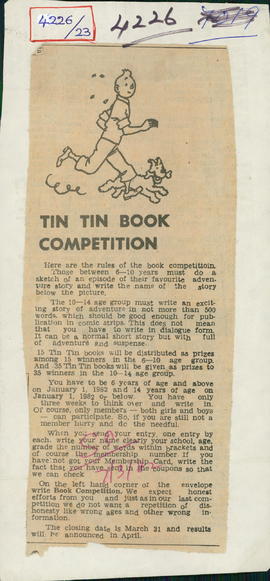 4226/23
4226
TIN TIN BOOK
COMPETITION
Here are the rules of the book competition.
Those between 6—10 years must do a
sketch of an episode of their favourite advent-
ure story and write the name of the story
below the picture.
The 10—14 age group must write an excit-
ing story of adventure in not more than 500
words, which should be good enough for pub-
lication in comic strips. This does not mean
that you have to write in dialogue form.
It can be a normal short story but with full
of adventure and suspense.
15 Tin Tin books will be distributed as prizes
among 15 winners in the 6-10 age group.
And 35 Tin Tin books will be given as prizes to
35 winners in the 10—14 age group.
You have to be 6 years of age and above
on January 1, 1982 and 14 years of age on
January 1, 1982 or below. You have only
three weeks to think over and write in.
Of course, only members — both girls and boys
— can participate. So, if you are still not a
member hurry and do the needful.
When you your entry one entry by
each, write your name clearly your school, age,
grade the number of words within brackets and
of course the membership number. If you
have not got your Membership Card, write the
fact that you have the coupons so that
we can check
On the left hand corner of the envelope
write Book Competition. We expect honest
efforts from you and just as in our last com-
petition we do not want a repetition of dis-
honesty like wrong ages and other wrong in-
formation.
The closing date is March 31 and results
will be announced in April.